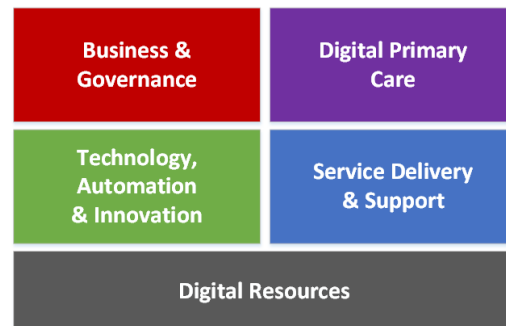 Business &
Governance
Digital Primary
Care
Technology,
Automation
& Innovation
Service Delivery
& Support
Digital Resources